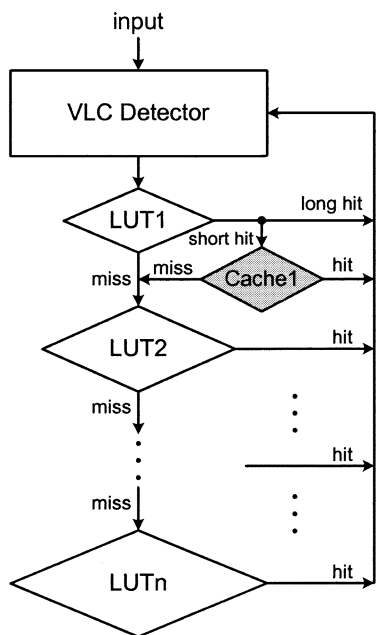 input
VLC Detector
LUT1
long hit
short hit
miss
miss
Cache1
hit
LUT2
hit
miss
hit
miss
LUTn
hit